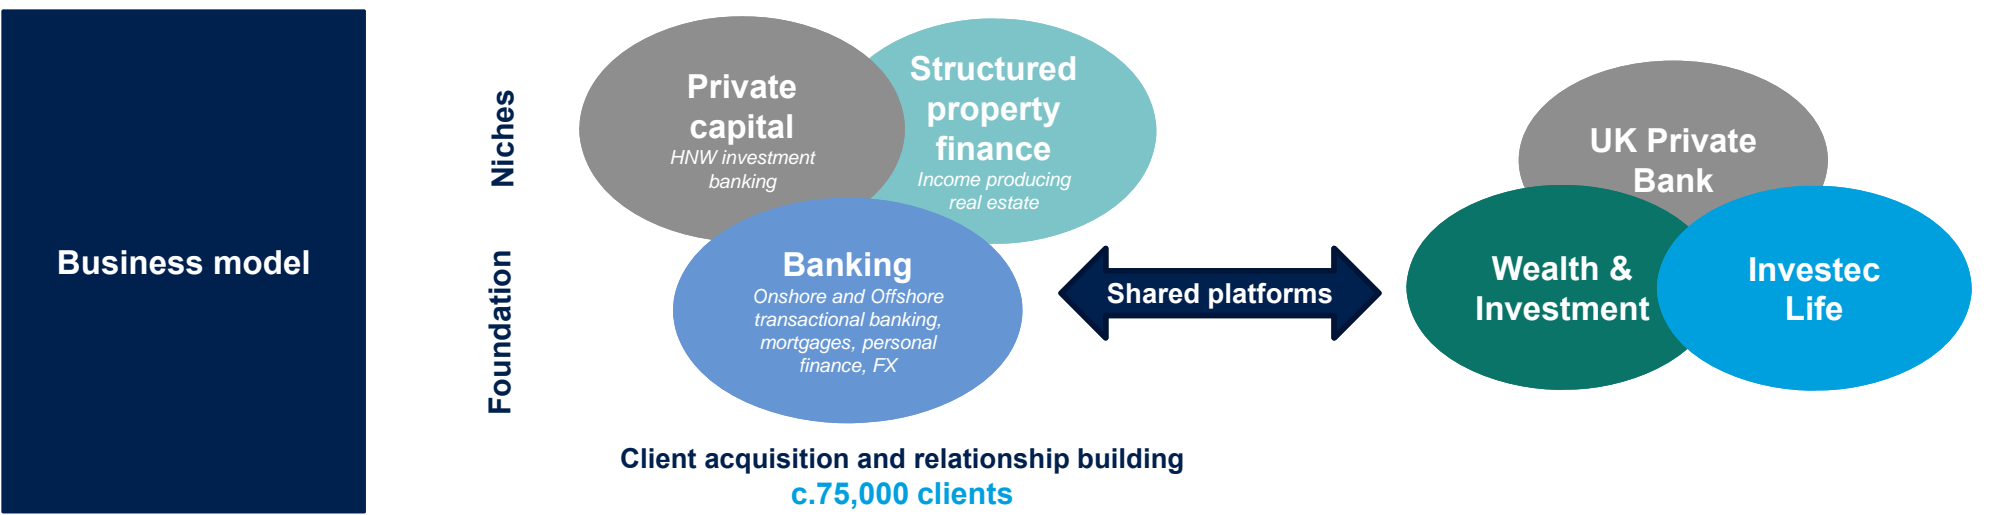 Business model
Niches
Foundation
Private
capital
HNW investment
banking
Structured
property
finance
Income producing
real estate
Banking
Onshore and Offshore
transactional banking,
mortgages, personal
finance, FX
Client acquisition and relationship building
c.75,000 clients
Shared platforms
UK Private
Bank
Wealth &
Investment
Investec
Life